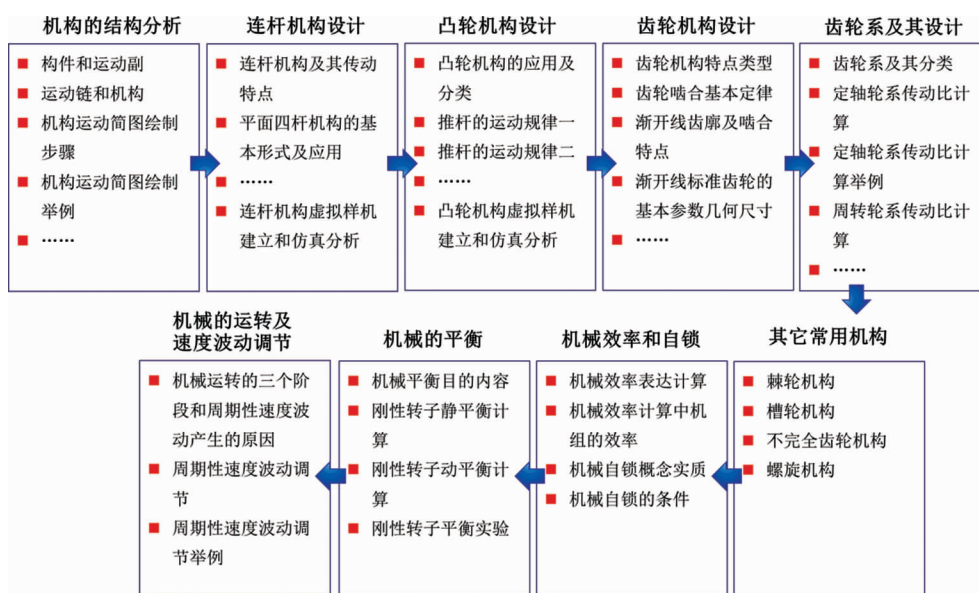 机构的结构分析
构件和运动副
运动链和机构
机构运动简图绘制
步骤
机构运动简图绘制
举例
……
连杆机构设计
连杆机构及其传动
特点
平面四杆机构的基
本形式及应用
……
连杆机构虚拟样机
建立和仿真分析
凸轮机构设计
凸轮机构的应用及
分类
推杆的运动规律一
推杆的运动规律二
……
凸轮机构虚拟样机
建立和仿真分析
齿轮机构设计
齿轮机构特点类型
齿轮啮合基本定律
渐开线齿廓及啮合
特点
渐开线标准齿轮的
基本参数几何尺寸
……
齿轮系及其设计
齿轮系及其分类
定轴轮系传动比计
算
定轴轮系传动比计
算举例
周转轮系传动比计
算
……
其它常用机构
棘轮机构
槽轮机构
不完全齿轮机构
螺旋机构
机械效率和自锁
机械效率表达计算
机械效率计算中机
组的效率
机械自锁概念实质
机械自锁的条件
机械的平衡
机械平衡目的内容
刚性转子静平衡计
算
刚性转子动平衡计
算
刚性转子平衡实验
机械的运转及
速度波动调节
机械运转的三个阶
段和周期性速度波
动产生的原因
周期性速度波动调
节
周期性速度波动调
节举例